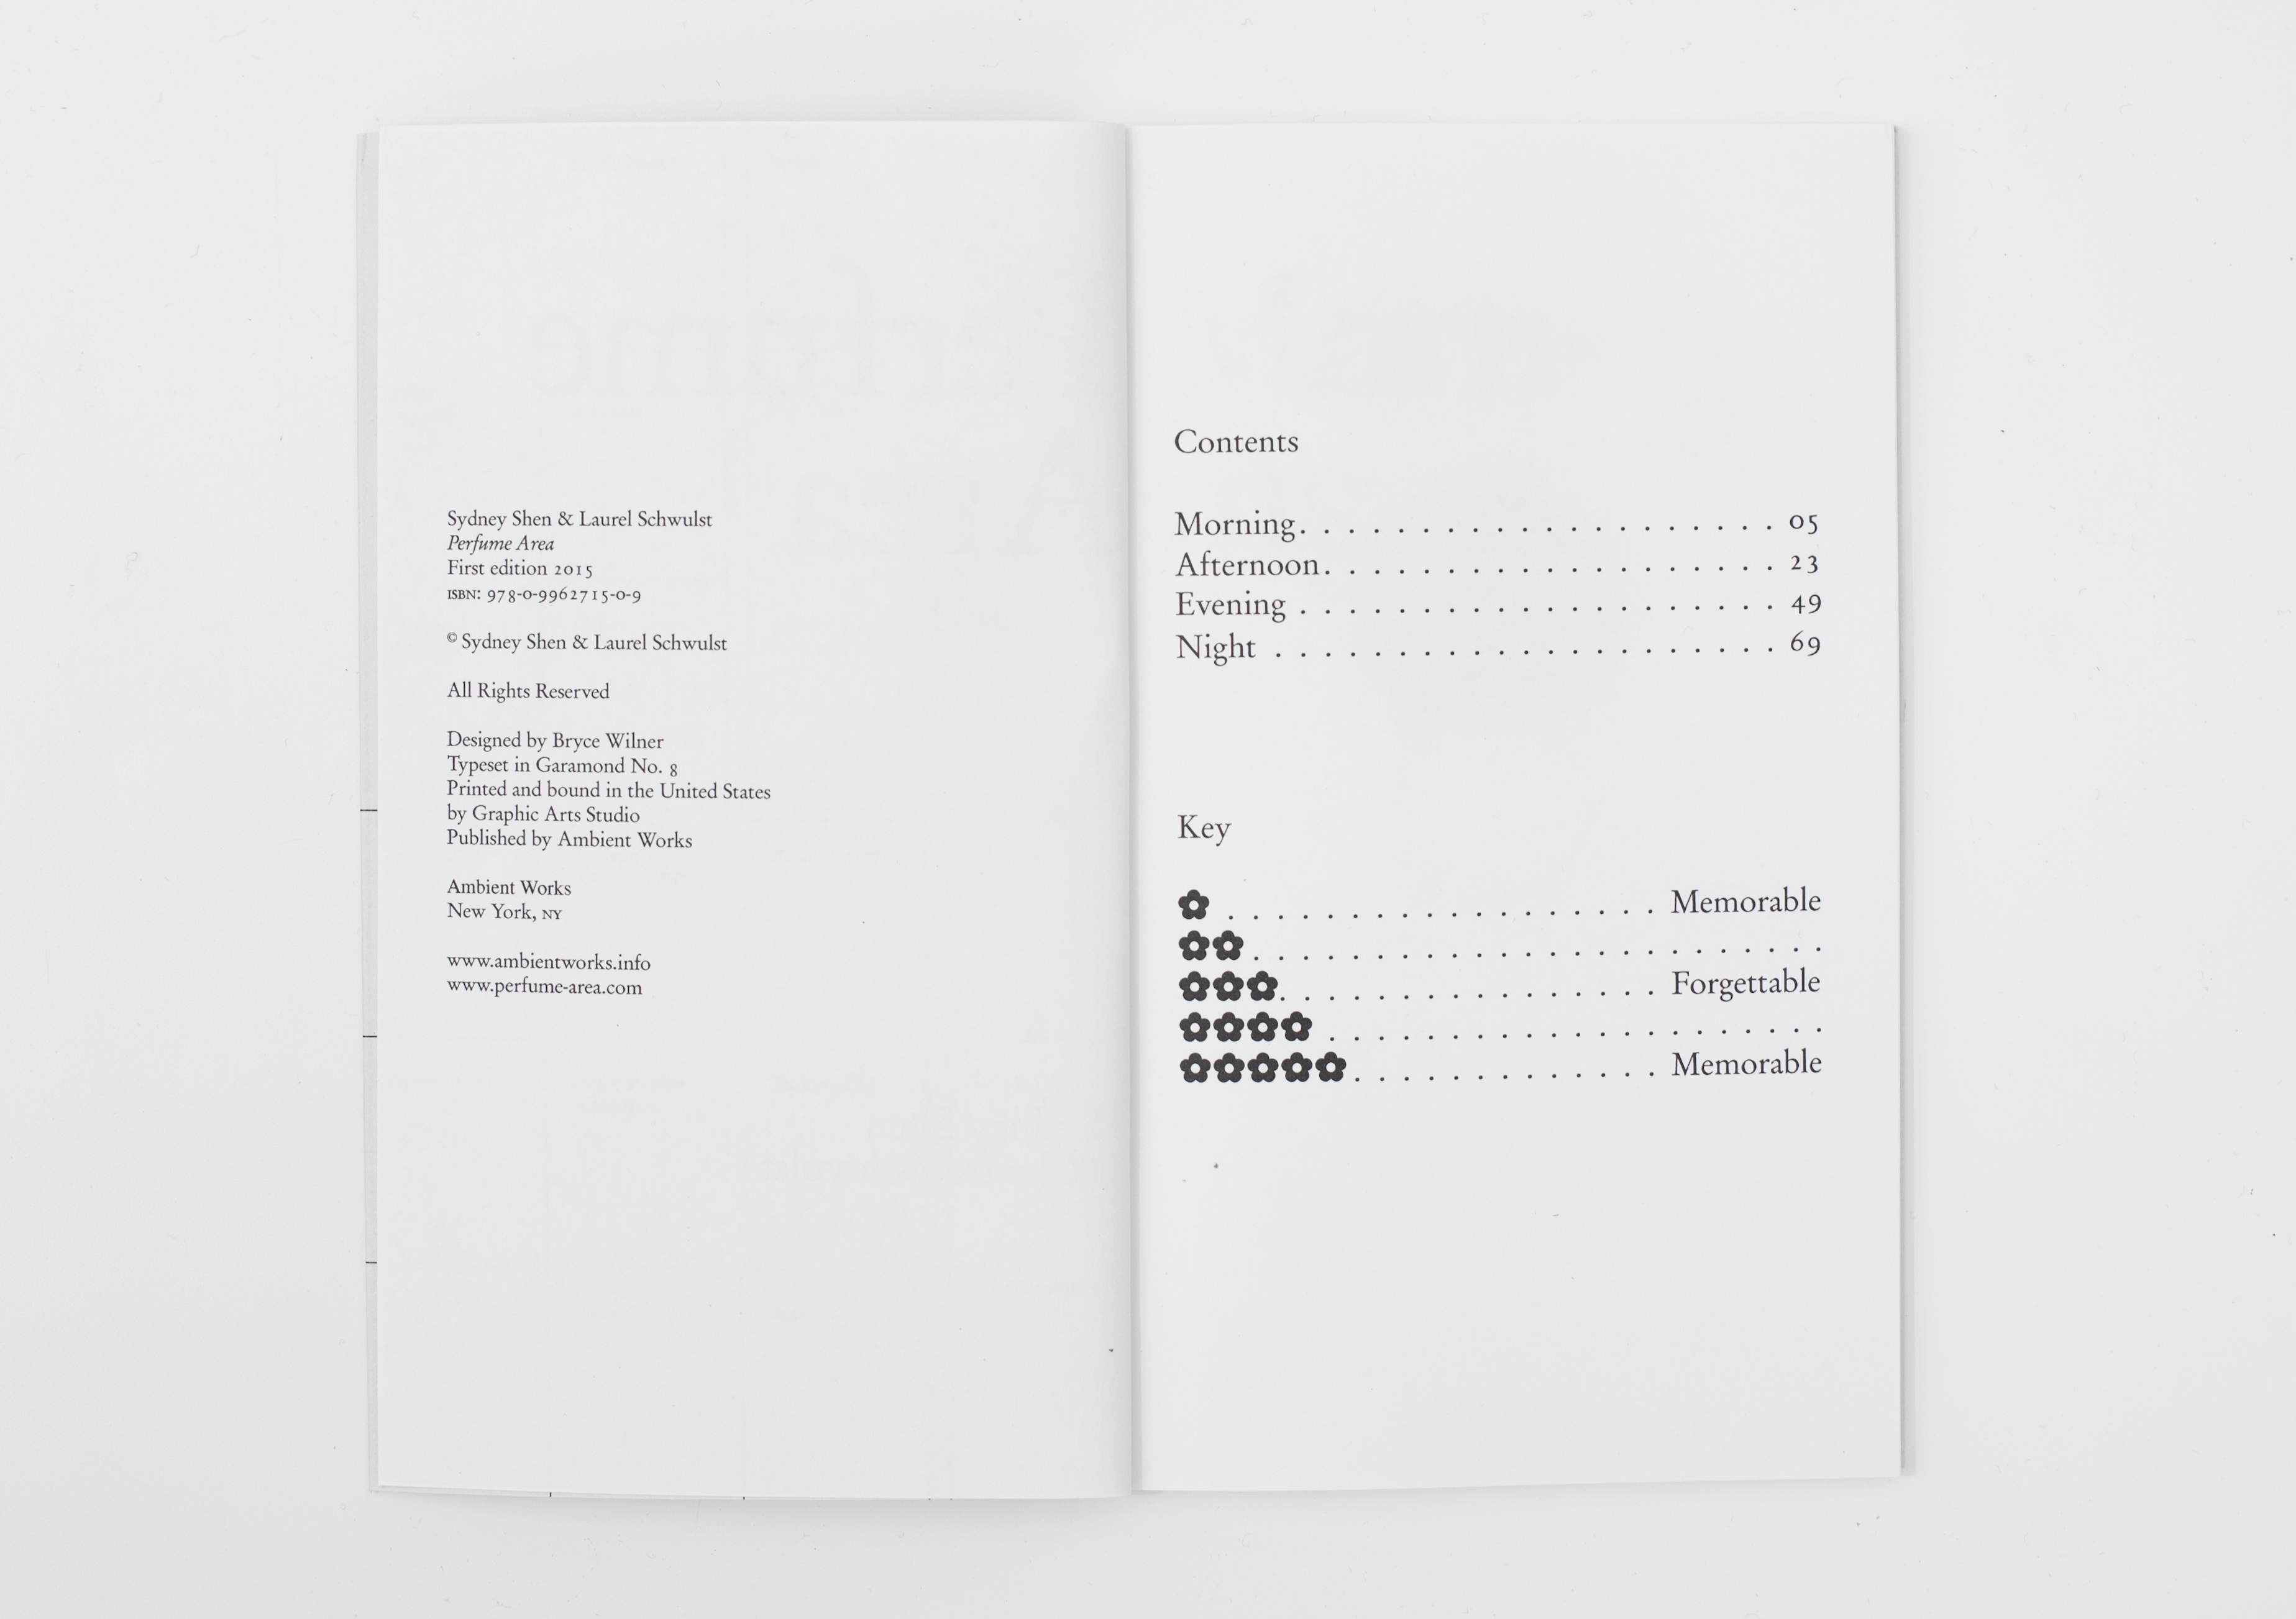 Sydney Shen & Laurel Schwulst
Perfume Area
First edition 2015
ISBN: 978-0-9962715-0-9
© Sydney Shen & Laurel Schwulst
All Rights Reserved
Designed by Bryce Wilner
Typeset in Garamond No. 8
Printed and bound in the United States
by Graphic Arts Studio
Published by Ambient Works
Ambient Works
New York, NY
www.ambientworks.info
www.perfume-area.com
Contents
Morning. . . . . . . . . . . . . . . . . . . . 05
Afternoon. . . . . . . . . . . . . . . . . . . 23
Evening . . . . . . . . . . . . . . . . . . . . 49
Night . . . . . . . . . . . . . . . . . . . . . 69
Key
✿ . . . . . . . . . . . . . . . . . . Memorable
✿✿ . . . . . . . . . . . . . . . . . . . . . . . .
✿✿✿ . . . . . . . . . . . . . . . . Forgettable
✿✿✿✿ . . . . . . . . . . . . . . . . . . . . .
✿✿✿✿✿ . . . . . . . . . . . . . Memorable